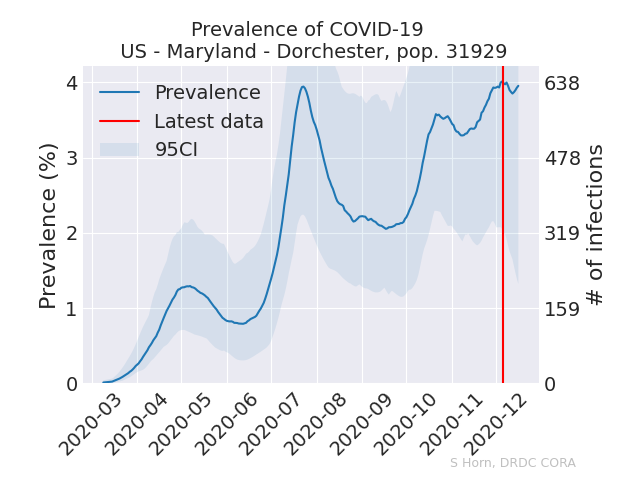 Prevalence of COVID-19
US - Maryland - Dorchester, pop. 31929
Prevalence
Latest data
95CI
Prevalence (%)
4
3
2
1
0
638
478
319
159
0
# of infections
2020-03
2020-04
2020-05
2020-06
2020-07
2020-08
2020-09
2020-10
2020-11
2020-12
S Horn, DRDC CORA